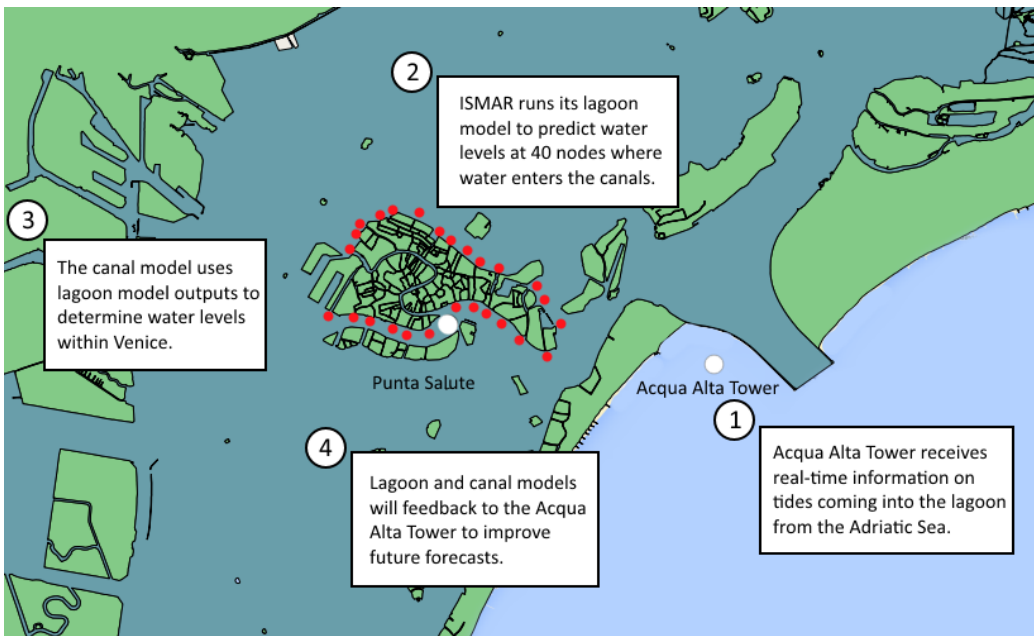 2
ISMAR runs its lagoon
model to predict water
levels at 40 nodes where
water enters the canals.
3
The canal model uses
lagoon model outputs to
determine water levels
within Venice.
Punta Salute
Acqua Alta Tower
1
Acqua Alta Tower receives
real-time information on
tides coming into the lagoon
from the Adriatic Sea.
4
Lagoon and canal models
will feedback to the Acqua
Alta Tower to improve
future forecasts.